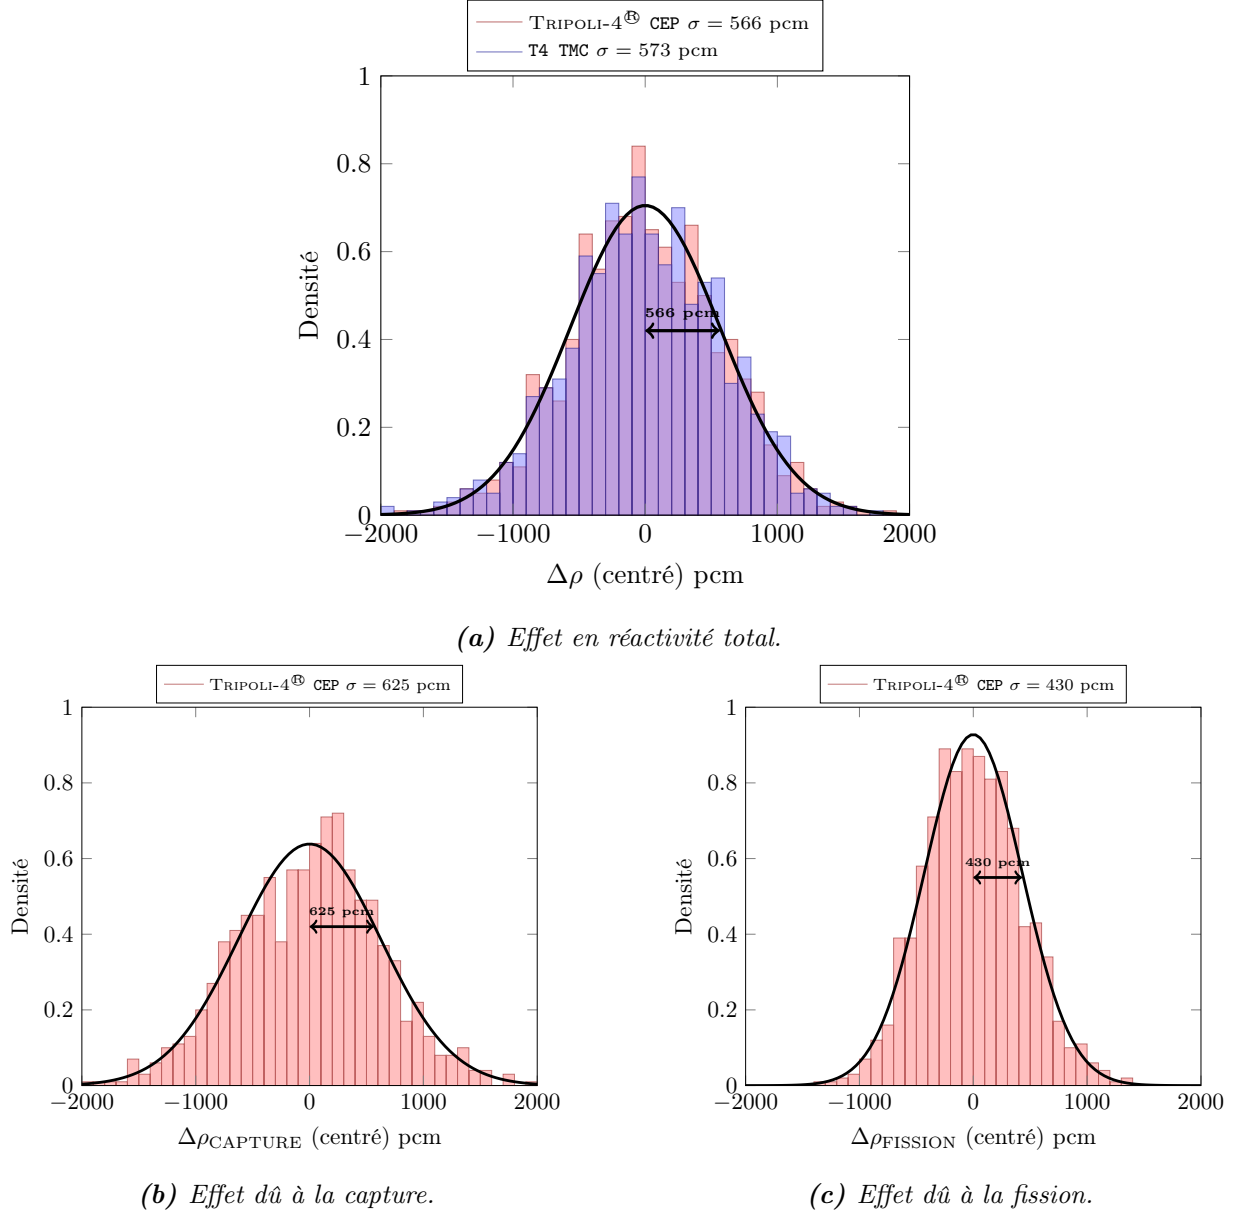 TRIPOLI-4® CEP σ = 566 pcm
T4 TMC σ = 573 pcm
1
0.8
0.6
0.4
0.2
0
Densité
566 pcm
−2000 −1000 0 1000 2000
Δρ (centré) pcm
(a) Effet en réactivité total.
TRIPOLI-4® CEP σ = 625 pcm
1
0.8
0.6
0.4
0.2
0
Densité
625 pcm
−2000 −1000 0 1000 2000
ΔρCAPTURE (centré) pcm
(b) Effet dû à la capture.
TRIPOLI-4® CEP σ = 430 pcm
1
0.8
0.6
0.4
0.2
0
Densité
430 pcm
−2000 −1000 0 1000 2000
ΔρFISSION (centré) pcm
(c) Effet dû à la fission.